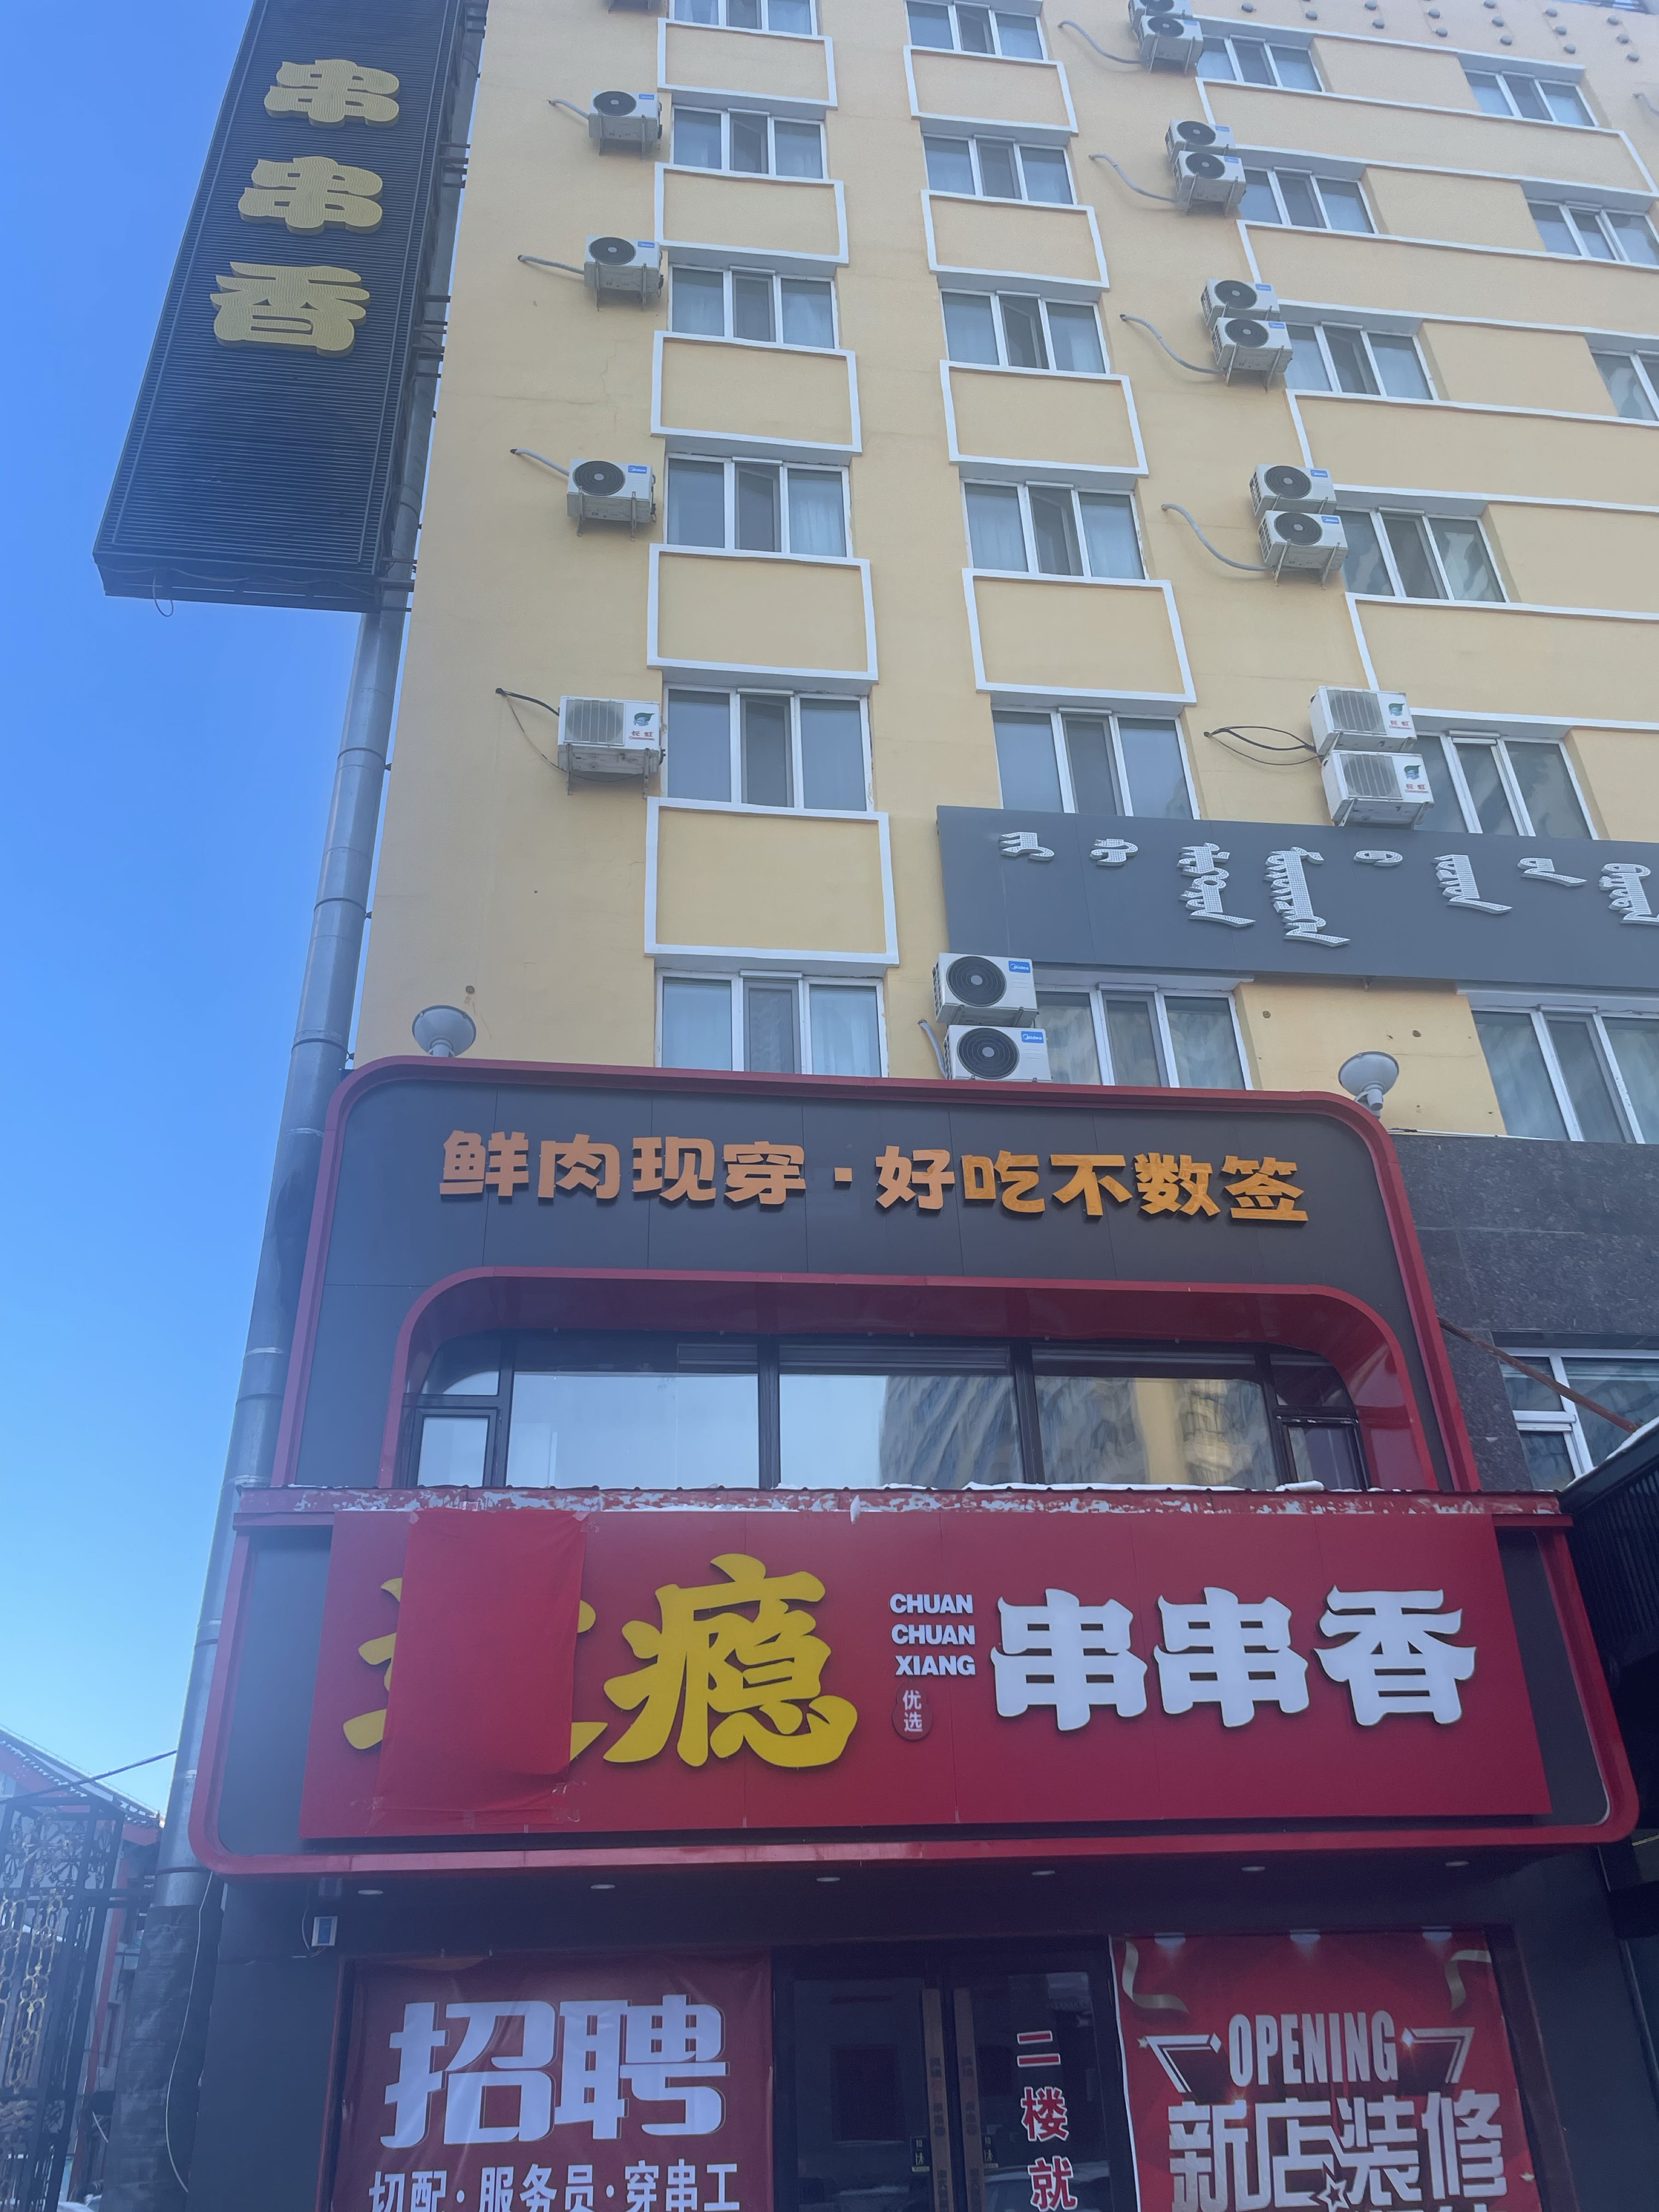 串串香
鲜肉现穿·好吃不数签
瘾
CHUAN
CHUAN
XIANG
优选
串串香
招聘
切配·服务员·穿串工
二楼就
OPENING
新店装修